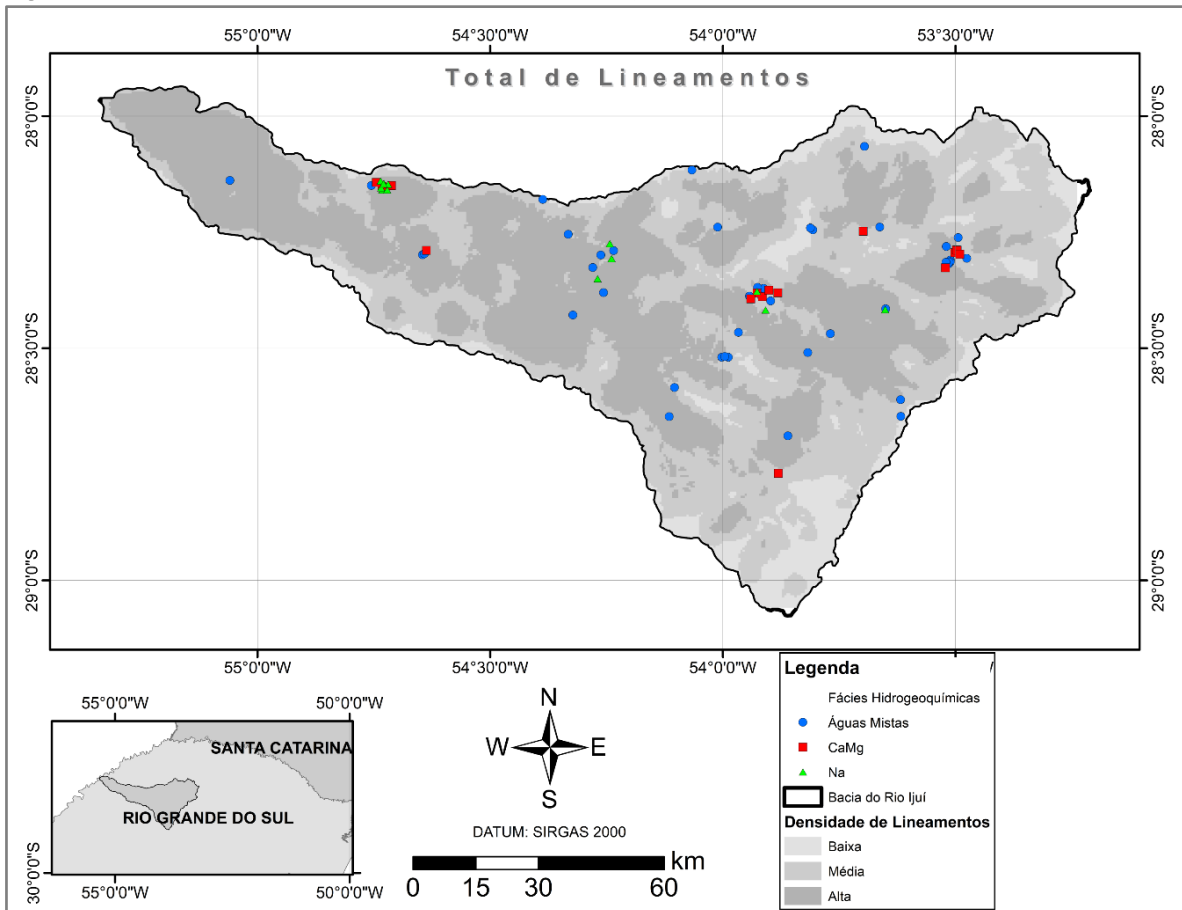 55°0'0"W 54°30'0"W 54°0'0"W 53°30'0"W
Total de Lineamentos
28°0'0"S 28°0'0"S
28°30'0"S 28°30'0"S
29°0'0"S 29°0'0"S
55°0'0"W 54°30'0"W 54°0'0"W
Legenda
Fácies Hidrogeoquímicas
Águas Mistas
CaMg
Na
Bacia do Rio Ijuí
Densidade de Lineamentos
Baixa
Média
Alta
55°0'0"W 50°0'0"W
SANTA CATARINA
RIO GRANDE DO SUL
30°0'0"S
55°0'0"W 50°0'0"W
N
W E
S
DATUM: SIRGAS 2000
km
0 15 30 60